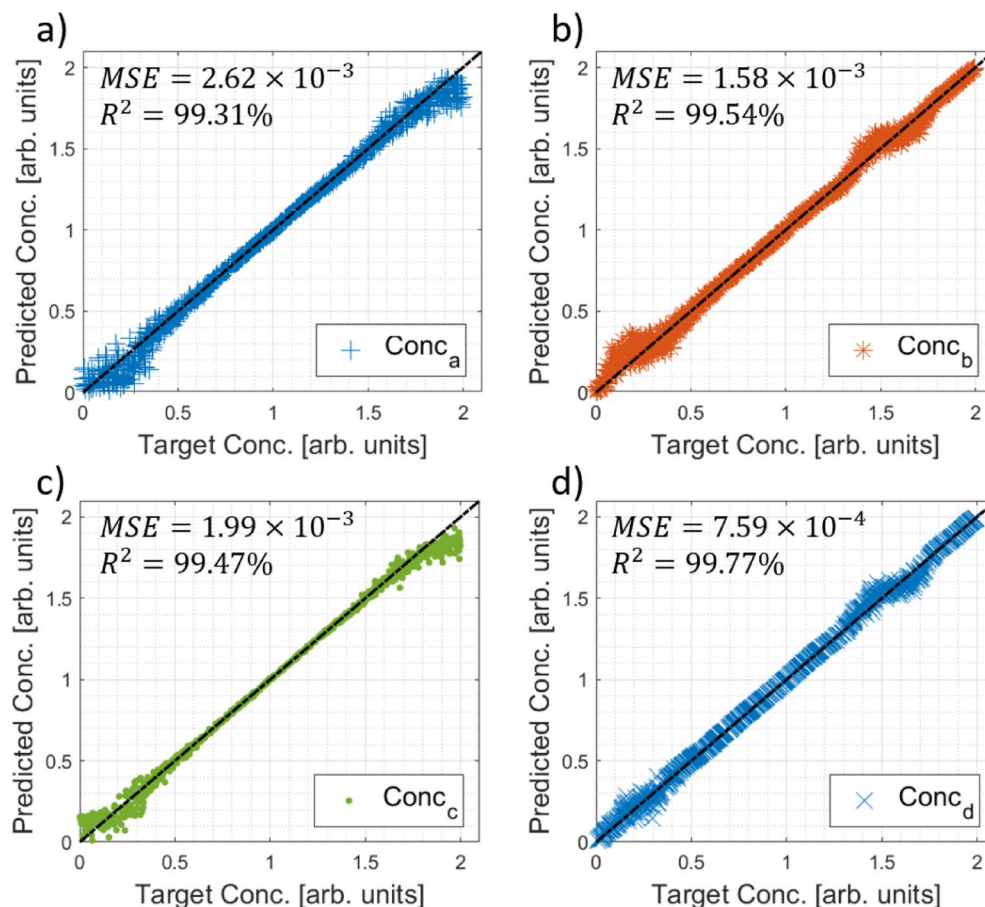 a)
MSE = 2.62 × 10⁻³
R² = 99.31%
Predicted Conc. [arb. units]
2
1.5
1
0.5
0
Conc_a
0 0.5 1 1.5 2
Target Conc. [arb. units]
b)
MSE = 1.58 × 10⁻³
R² = 99.54%
Predicted Conc. [arb. units]
2
1.5
1
0.5
0
Conc_b
0 0.5 1 1.5 2
Target Conc. [arb. units]
c)
MSE = 1.99 × 10⁻³
R² = 99.47%
Predicted Conc. [arb. units]
2
1.5
1
0.5
0
Conc_c
0 0.5 1 1.5 2
Target Conc. [arb. units]
d)
MSE = 7.59 × 10⁻⁴
R² = 99.77%
Predicted Conc. [arb. units]
2
1.5
1
0.5
0
Conc_d
0 0.5 1 1.5 2
Target Conc. [arb. units]